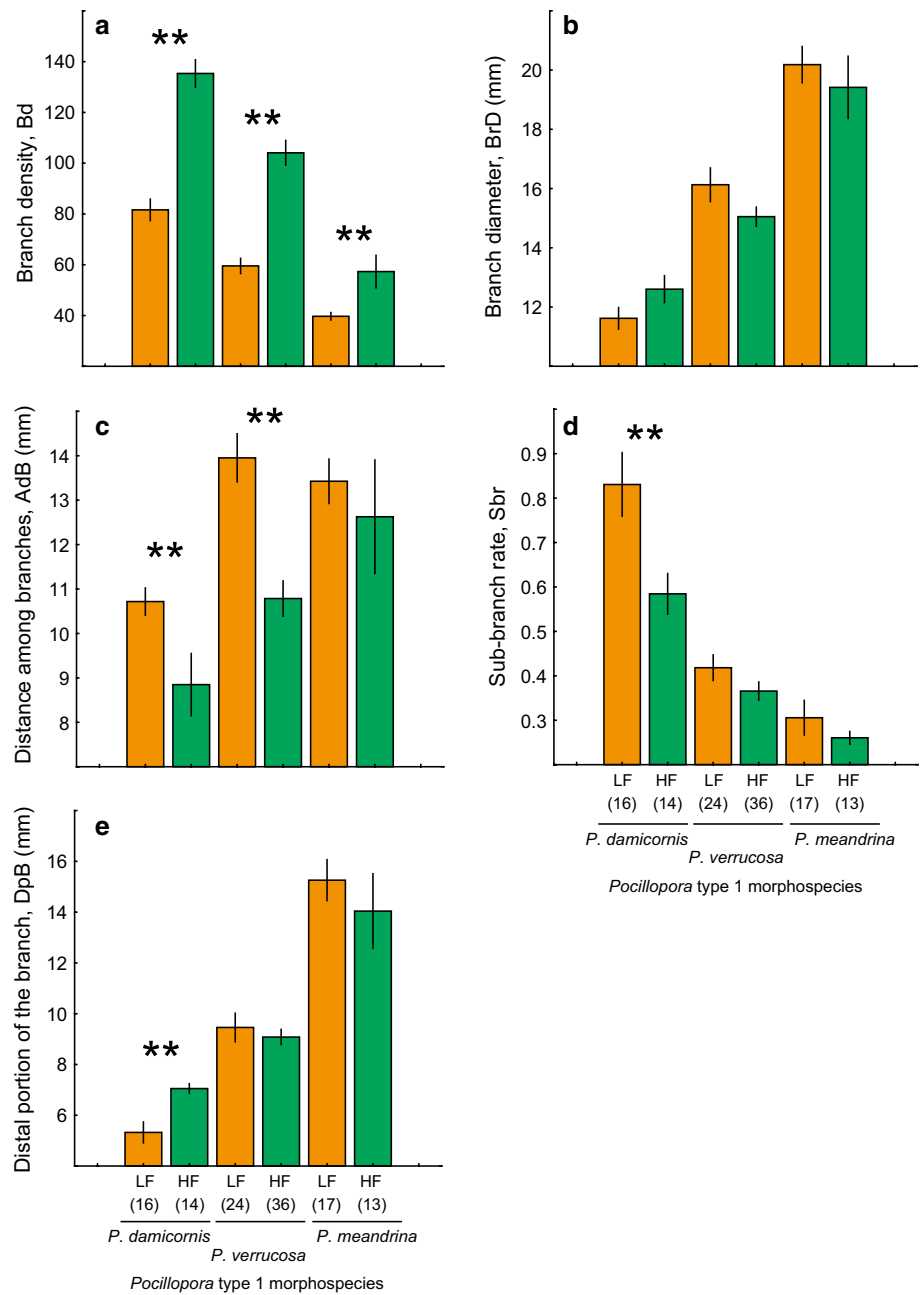 a
**
**
**
Branch density, Bd
140
120
100
80
60
40
b
Branch diameter, BrD (mm)
20
18
16
14
12
c
**
**
Distance among branches, AdB (mm)
14
13
12
11
10
9
8
d
**
Sub-branch rate, Sbr
0.9
0.8
0.7
0.6
0.5
0.4
0.3
LF HF LF HF LF HF
(16) (14) (24) (36) (17) (13)
P. damicornis P. meandrina
P. verrucosa
Pocillopora type 1 morphospecies
e
**
Distal portion of the branch, DpB (mm)
16
14
12
10
8
6
LF HF LF HF LF HF
(16) (14) (24) (36) (17) (13)
P. damicornis P. meandrina
P. verrucosa
Pocillopora type 1 morphospecies